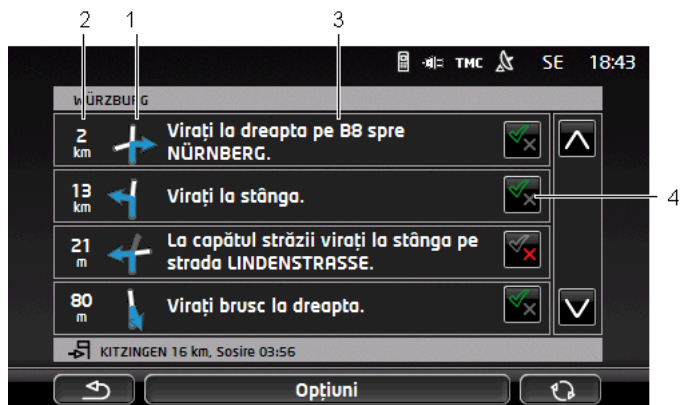 2 1 3
TMC SE 18:43
WÜRZBURG
2 km
Virați la dreapta pe B8 spre
NÜRNBERG.
13 km
Virați la stânga.
4
21 m
La capătul străzii virați la stânga pe
strada LINDENSTRASSE.
80 m
Virați brusc la dreapta.
KITZINGEN 16 km, Sosire 03:56
Opțiuni